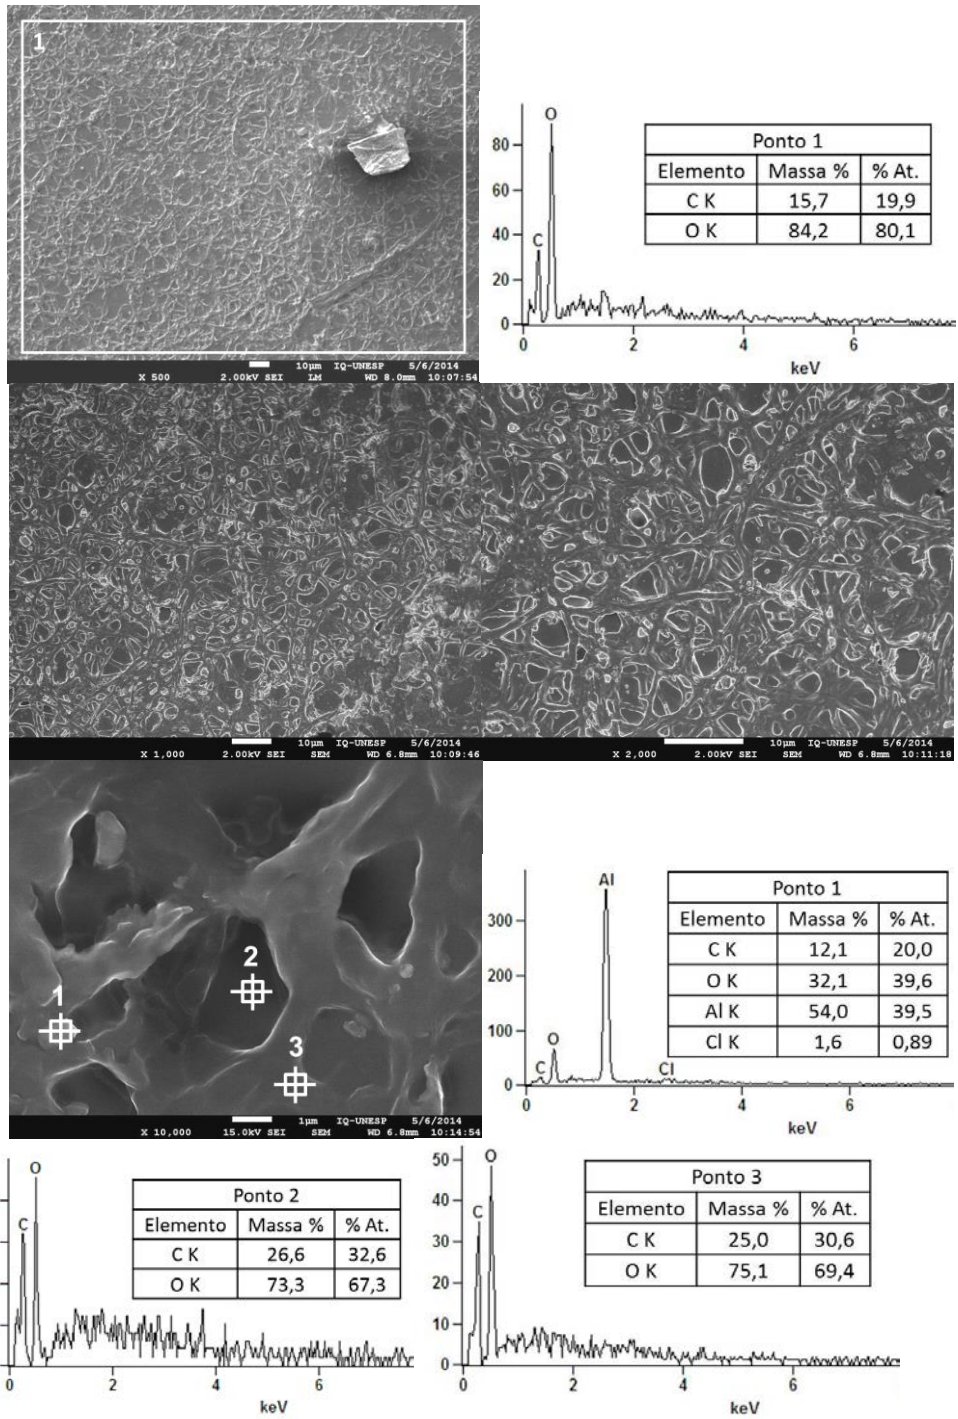 1
10µm IQ-UNESP 5/6/2014
X 500 2.00kV SEI LM WD 8.0mm 10:07:54
O
C
80
60
40
20
0
0 2 4 6
keV
Ponto 1
Elemento Massa % % At.
C K 15,7 19,9
O K 84,2 80,1
10µm IQ-UNESP 5/6/2014
X 1,000 2.00kV SEI SEM WD 6.8mm 10:09:46
10µm IQ-UNESP 5/6/2014
X 2,000 2.00kV SEI SEM WD 6.8mm 10:11:18
2
1
3
1µm IQ-UNESP 5/6/2014
X 10,000 15.0kV SEI SEM WD 6.8mm 10:14:54
Al
300
200
100
0
C O Cl
0 2 4 6
keV
Ponto 1
Elemento Massa % % At.
C K 12,1 20,0
O K 32,1 39,6
Al K 54,0 39,5
Cl K 1,6 0,89
O
C
0 2 4 6
keV
Ponto 2
Elemento Massa % % At.
C K 26,6 32,6
O K 73,3 67,3
50
40
30
20
10
0
O
C
0 2 4 6
keV
Ponto 3
Elemento Massa % % At.
C K 25,0 30,6
O K 75,1 69,4